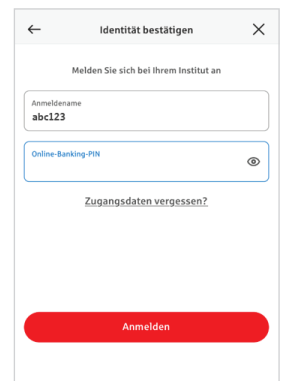 Identität bestätigen
Melden Sie sich bei Ihrem Institut an
Anmeldename
abc123
Online-Banking-PIN
Zugangsdaten vergessen?
Anmelden